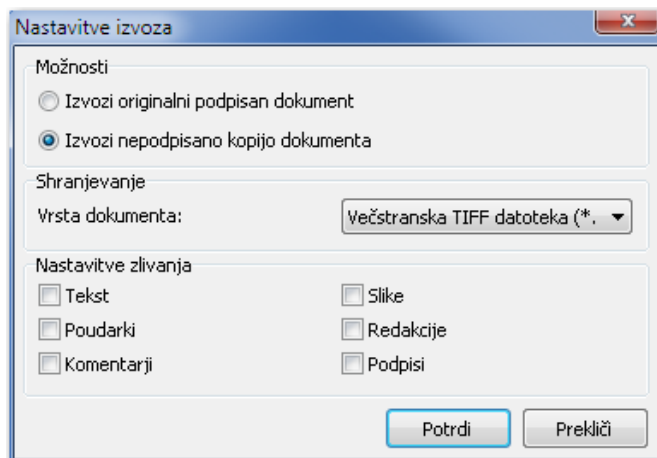 Nastavitve izvoza
Možnosti
Izvozi originalni podpisan dokument
Izvozi nepodpisano kopijo dokumenta
Shranjevanje
Vrsta dokumenta: Večstranska TIFF datoteka (*.
Nastavitve zlivanja
Tekst Slike
Poudarki Redakcije
Komentarji Podpisi
Potrdi Prekliči